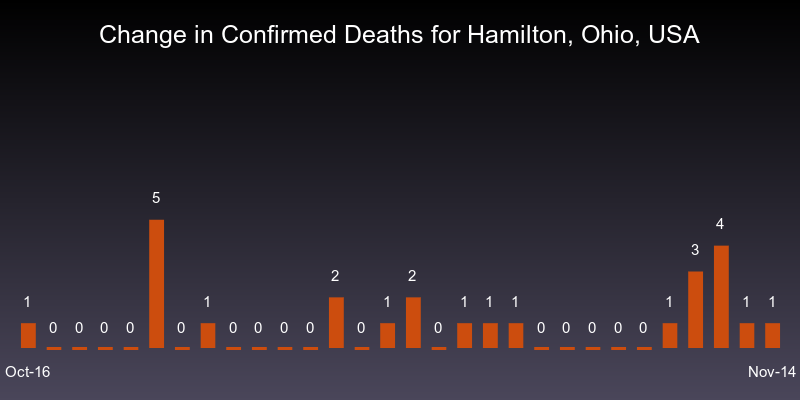 Change in Confirmed Deaths for Hamilton, Ohio, USA
1 0 0 0 0 5 0 1 0 0 0 0 2 0 1 2 0 1 1 1 0 0 0 0 0 1 3 4 1 1
Oct-16 Nov-14